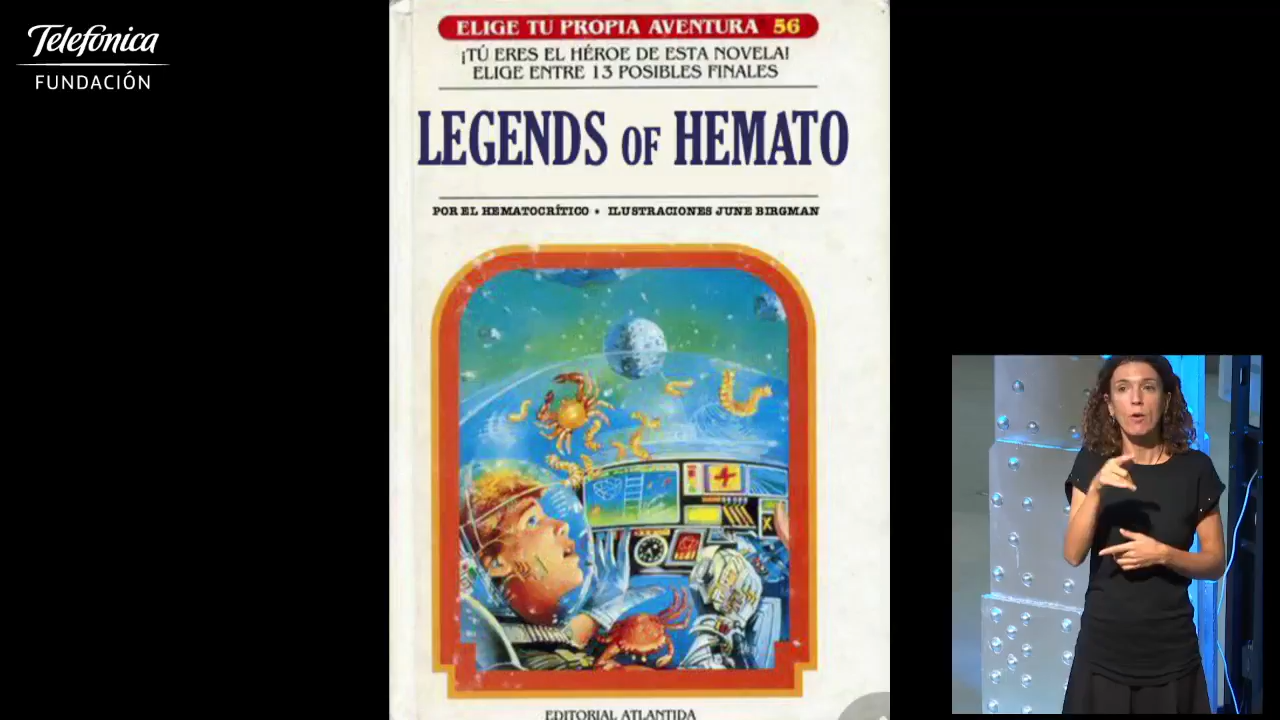 Telefónica
FUNDACIÓN
ELIGE TU PROPIA AVENTURA 56
¡TÚ ERES EL HÉROE DE ESTA NOVELA!
ELIGE ENTRE 13 POSIBLES FINALES
LEGENDS OF HEMATO
POR EL HEMATOCRÍTICO • ILUSTRACIONES JUNE BIRGMAN
EDITORIAL ATLANTIDA